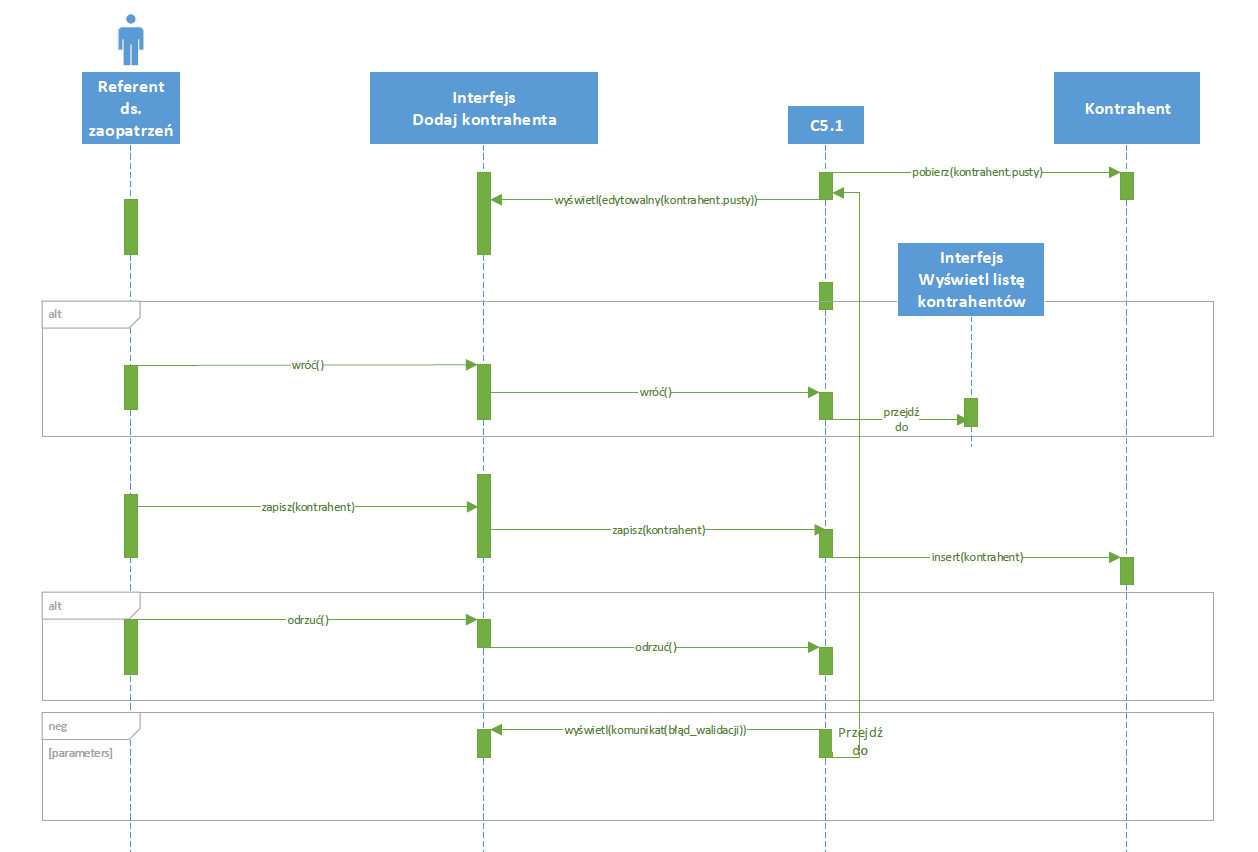 Referent
ds.
zaopatrzeń
Interfejs
Dodaj kontrahenta
C5.1
Kontrahent
pobierz(kontrahent.pusty)
wyświetl(edytowalny(kontrahent.pusty))
Interfejs
Wyświetl listę
kontrahentów
alt
wróć()
wróć()
przejdź
do
zapisz(kontrahent)
zapisz(kontrahent)
insert(kontrahent)
alt
odrzuć()
odrzuć()
neg
[parameters]
wyświetl(komunikat(błąd_walidacji))
Przejdź
do